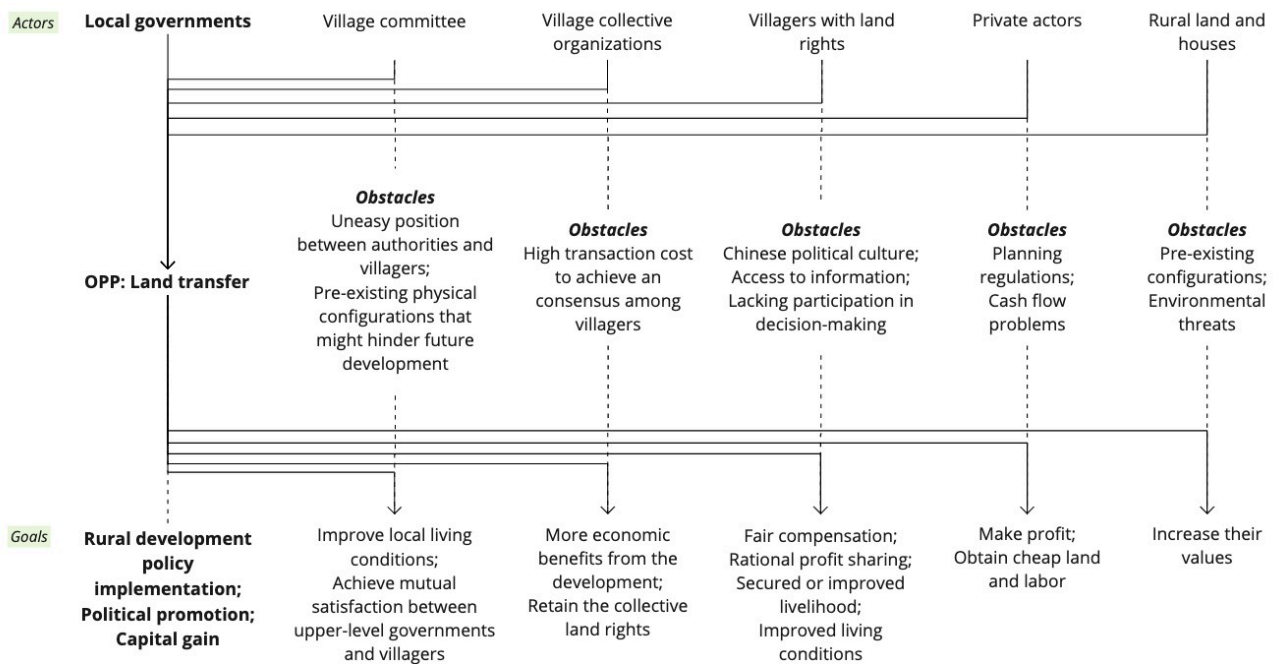 Actors
Local governments
Village committee
Village collective
organizations
Villagers with land
rights
Private actors
Rural land and
houses
OPP: Land transfer
Obstacles
Uneasy position
between authorities and
villagers;
Pre-existing physical
configurations that
might hinder future
development
Obstacles
High transaction cost
to achieve an
consensus among
villagers
Obstacles
Chinese political culture;
Access to information;
Lacking participation in
decision-making
Obstacles
Planning
regulations;
Cash flow
problems
Obstacles
Pre-existing
configurations;
Environmental
threats
Goals
Rural development
policy
implementation;
Political promotion;
Capital gain
Improve local living
conditions;
Achieve mutual
satisfaction between
upper-level governments
and villagers
More economic
benefits from the
development;
Retain the collective
land rights
Fair compensation;
Rational profit sharing;
Secured or improved
livelihood;
Improved living
conditions
Make profit;
Obtain cheap land
and labor
Increase their
values